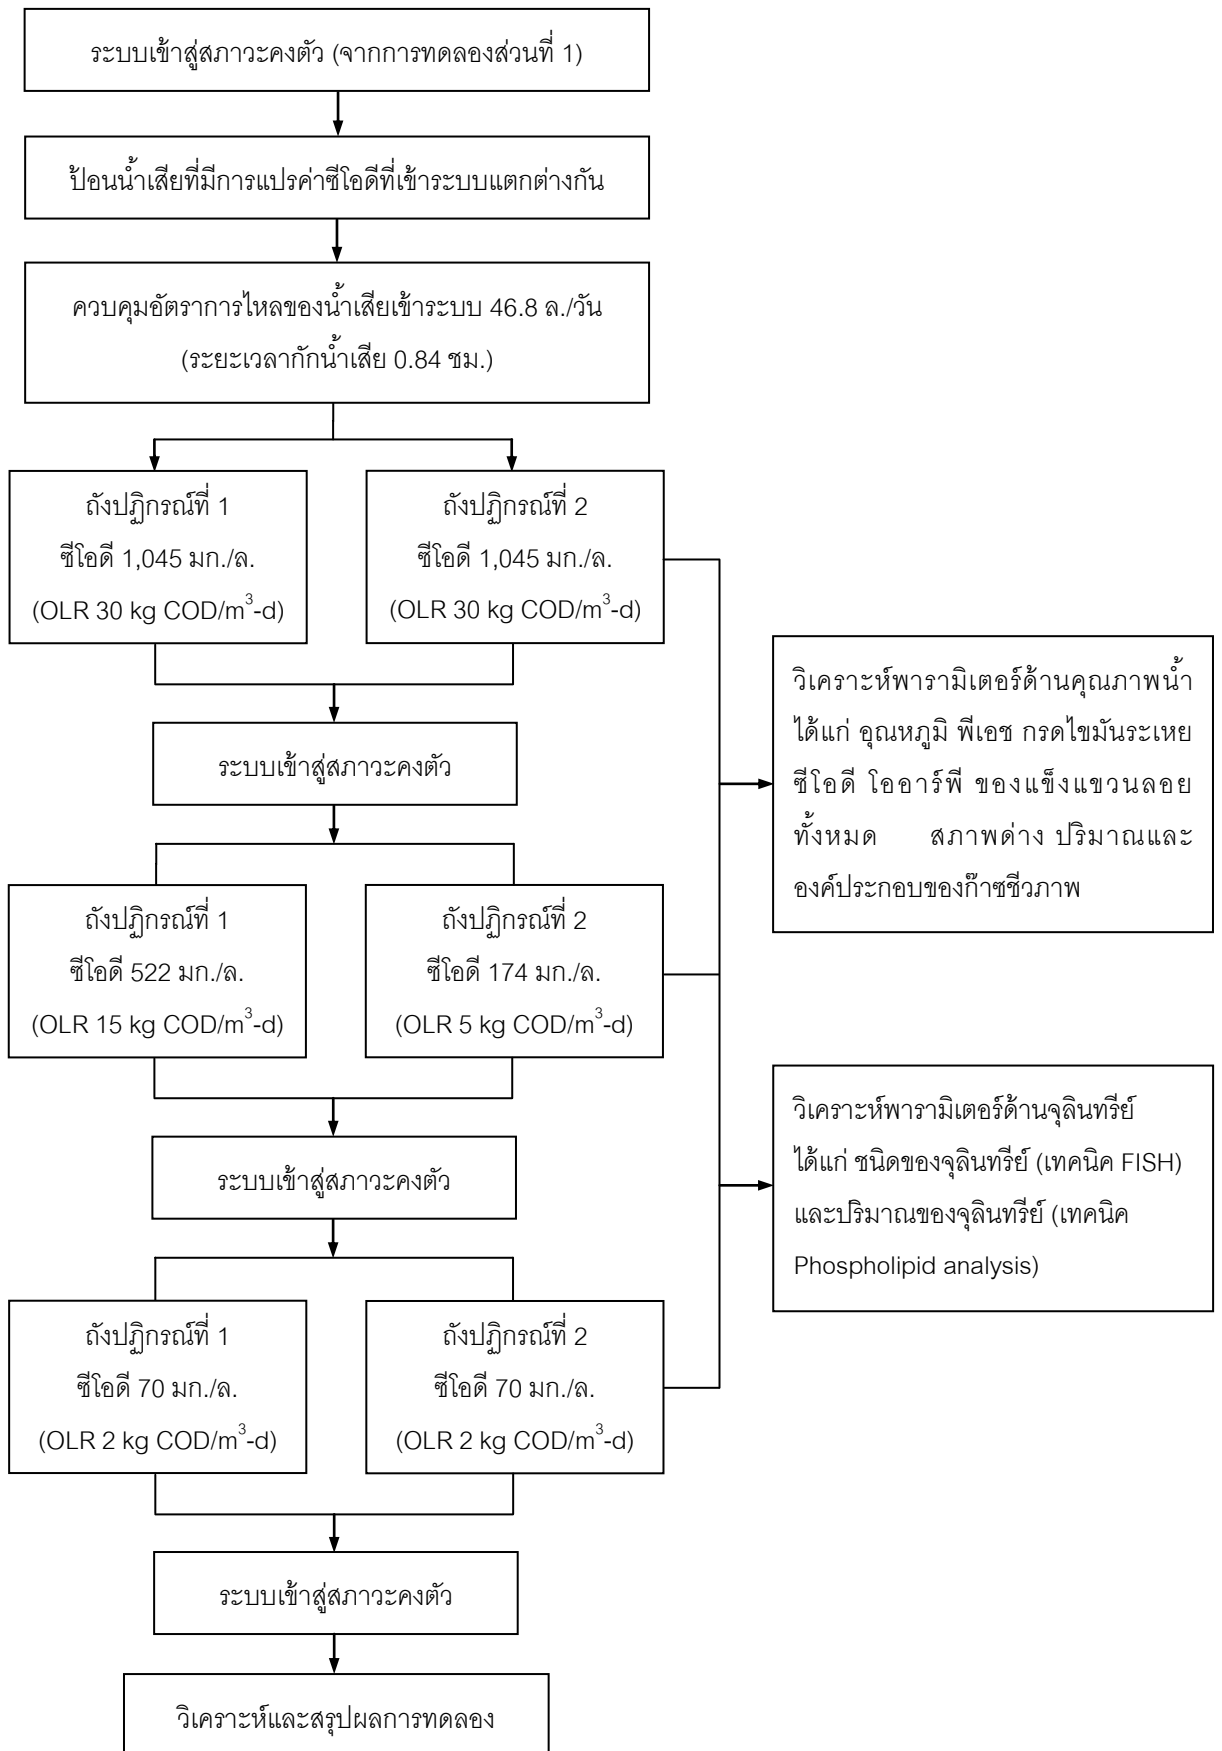 ระบบเข้าสู่สภาวะคงตัว (จากการทดลองส่วนที่ 1)
ป้อนน้ำเสียที่มีการแปรค่าซีโอดีที่เข้าระบบแตกต่างกัน
ควบคุมอัตราการไหลของน้ำเสียเข้าระบบ 46.8 ล./วัน
(ระยะเวลากักน้ำเสีย 0.84 ชม.)
ถังปฏิกรณ์ที่ 1
ซีโอดี 1,045 มก./ล.
(OLR 30 kg COD/m³-d)
ถังปฏิกรณ์ที่ 2
ซีโอดี 1,045 มก./ล.
(OLR 30 kg COD/m³-d)
วิเคราะห์พารามิเตอร์ด้านคุณภาพน้ำ
ได้แก่ อุณหภูมิ พีเอช กรดไขมันระเหย
ซีโอดี โออาร์พี ของแข็งแขวนลอย
ทั้งหมด สภาพด่าง ปริมาณและ
องค์ประกอบของก๊าซชีวภาพ
ระบบเข้าสู่สภาวะคงตัว
ถังปฏิกรณ์ที่ 1
ซีโอดี 522 มก./ล.
(OLR 15 kg COD/m³-d)
ถังปฏิกรณ์ที่ 2
ซีโอดี 174 มก./ล.
(OLR 5 kg COD/m³-d)
วิเคราะห์พารามิเตอร์ด้านจุลินทรีย์
ได้แก่ ชนิดของจุลินทรีย์ (เทคนิค FISH)
และปริมาณของจุลินทรีย์ (เทคนิค
Phospholipid analysis)
ระบบเข้าสู่สภาวะคงตัว
ถังปฏิกรณ์ที่ 1
ซีโอดี 70 มก./ล.
(OLR 2 kg COD/m³-d)
ถังปฏิกรณ์ที่ 2
ซีโอดี 70 มก./ล.
(OLR 2 kg COD/m³-d)
ระบบเข้าสู่สภาวะคงตัว
วิเคราะห์และสรุปผลการทดลอง